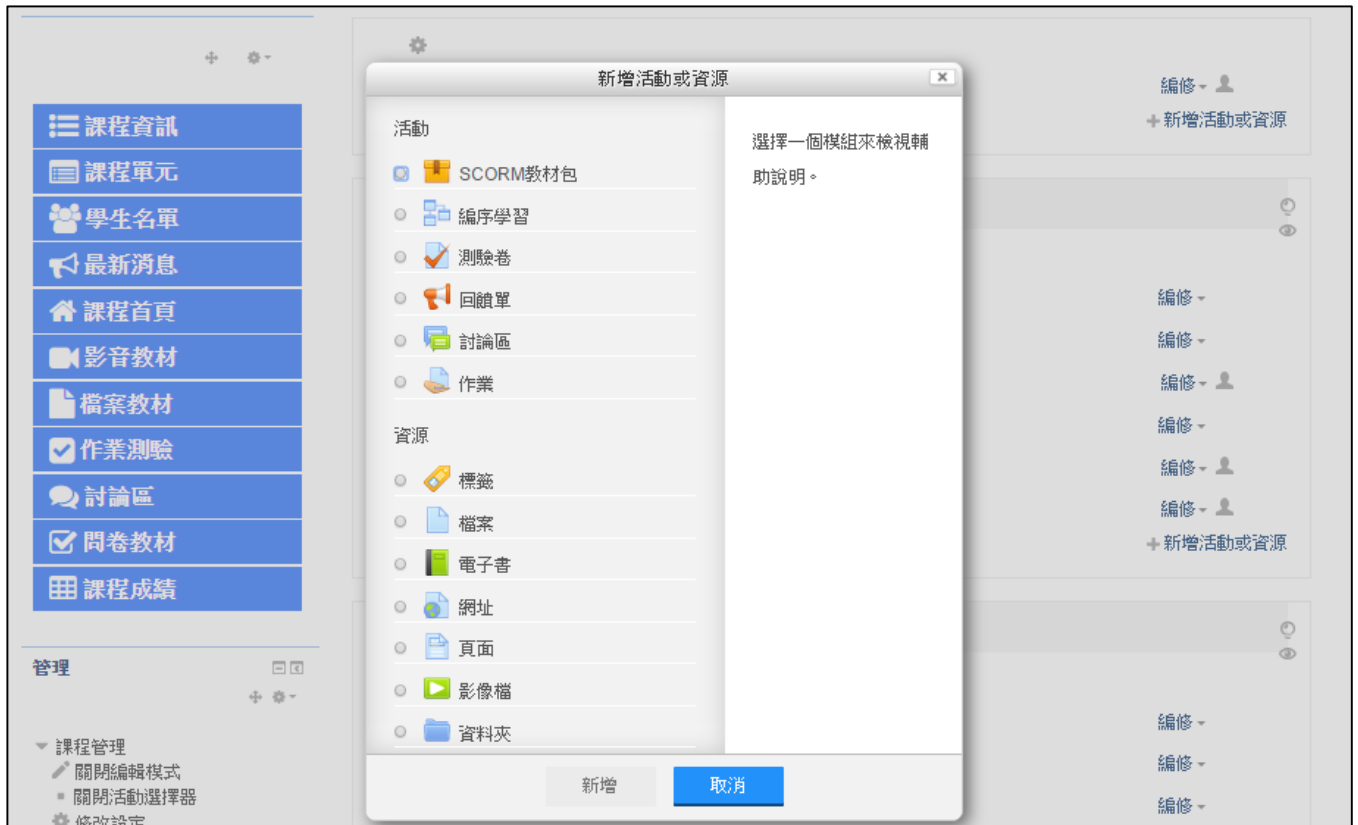 課程資訊
課程單元
學生名單
最新消息
課程首頁
影音教材
檔案教材
作業測驗
討論區
問卷教材
課程成績
管理
課程管理
關閉編輯模式
關閉活動選擇器
修改設定
新增活動或資源
活動
SCORM教材包
編序學習
測驗卷
回饋單
討論區
作業
資源
標籤
檔案
電子書
網址
頁面
影像檔
資料夾
選擇一個模組來檢視輔
助說明。
新增
取消
編修
新增活動或資源
編修
編修
編修
編修
編修
編修
新增活動或資源
編修
編修
編修